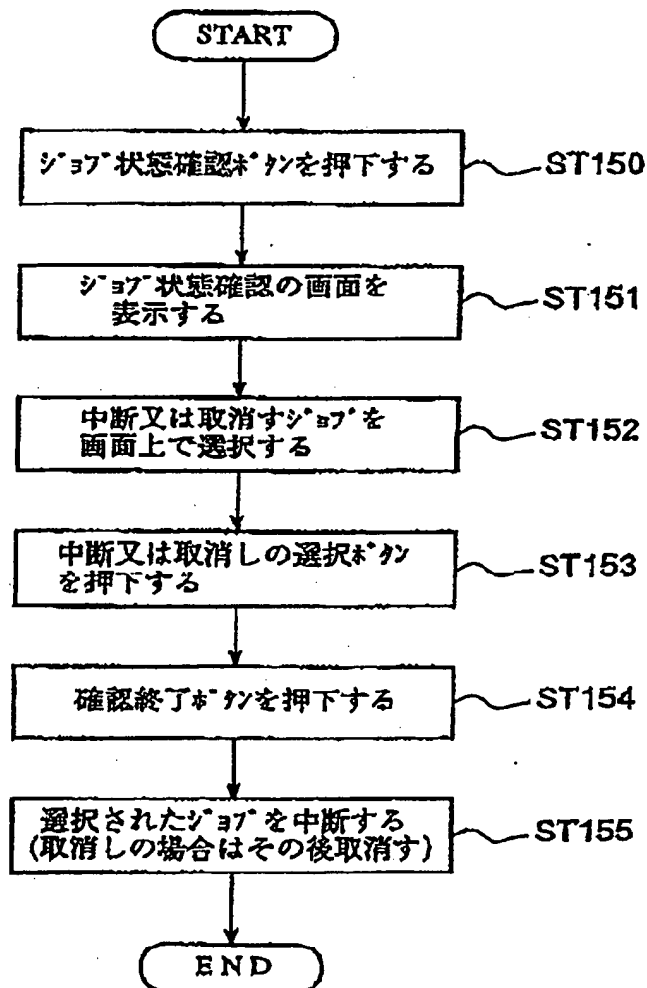 START
ｼﾞｮﾌﾞ状態確認ﾎﾞﾀﾝを押下する
ST150
ｼﾞｮﾌﾞ状態確認の画面を
表示する
ST151
中断又は取消すｼﾞｮﾌﾞを
画面上で選択する
ST152
中断又は取消しの選択ﾎﾞﾀﾝ
を押下する
ST153
確認終了ﾎﾞﾀﾝを押下する
ST154
選択されたｼﾞｮﾌﾞを中断する
(取消しの場合はその後取消す)
ST155
END